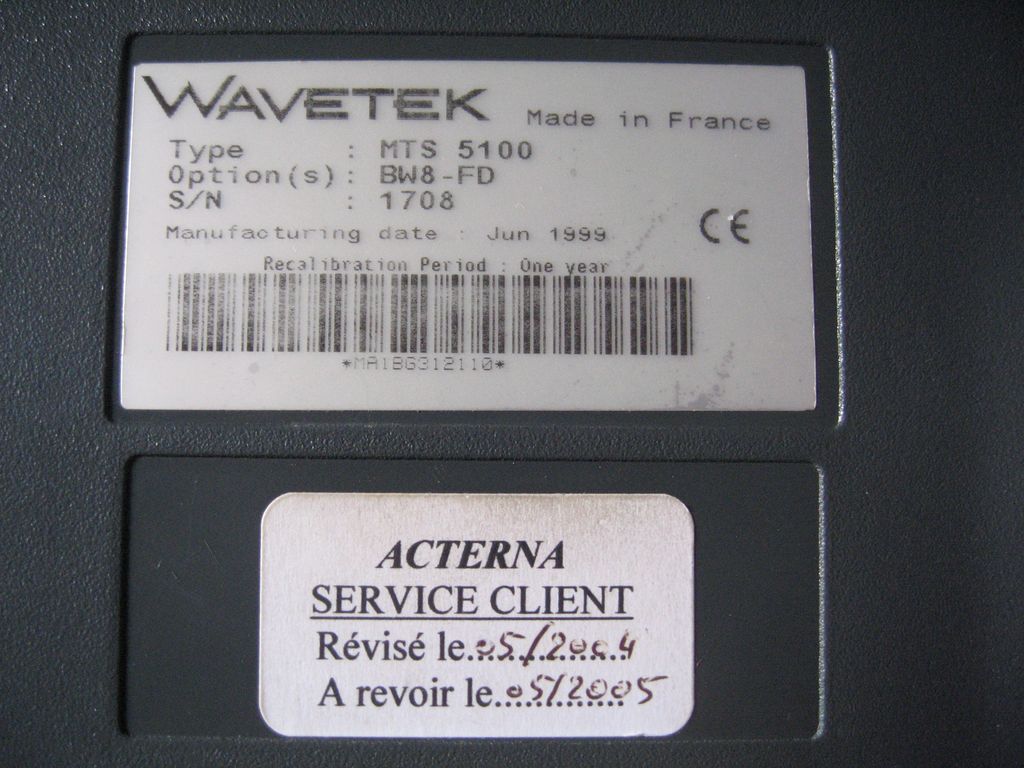 WAVETEK Made in France
Type : MTS 5100
Option(s) : BW8-FD
S/N : 1708
CE
Manufacturing date : Jun 1999
Recalibration Period : One year
*MA1BG312110*
ACTERNA
SERVICE CLIENT
Révisé le..05/2004
A revoir le..05/2005